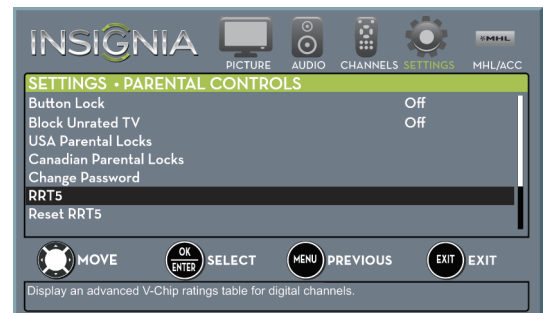 INSIGNIA
PICTURE AUDIO CHANNELS SETTINGS MHL/ACC
MHL
SETTINGS • PARENTAL CONTROLS
Button Lock Off
Block Unrated TV Off
USA Parental Locks
Canadian Parental Locks
Change Password
RRT5
Reset RRT5
MOVE OK ENTER SELECT MENU PREVIOUS EXIT EXIT
Display an advanced V-Chip ratings table for digital channels.